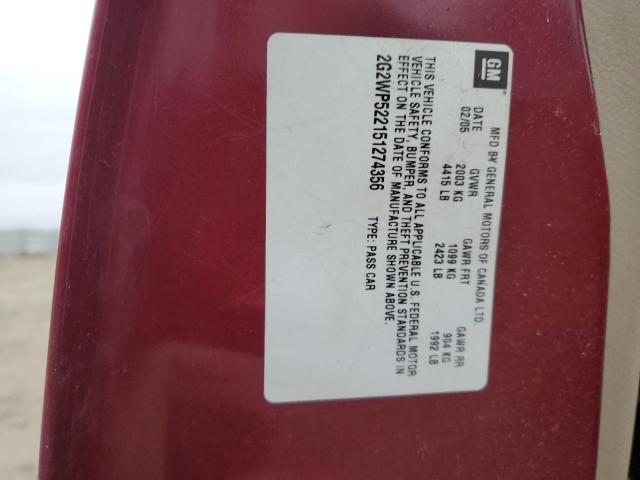 GM
MFD BY GENERAL MOTORS OF CANADA LTD.
DATE GVWR GAWR FRT GAWR RR
02/05 2003 KG 1099 KG 904 KG
4415 LB 2423 LB 1992 LB
THIS VEHICLE CONFORMS TO ALL APPLICABLE U.S. FEDERAL MOTOR
VEHICLE SAFETY, BUMPER, AND THEFT PREVENTION STANDARDS IN
EFFECT ON THE DATE OF MANUFACTURE SHOWN ABOVE.
2G2WP522151274356 TYPE: PASS CAR